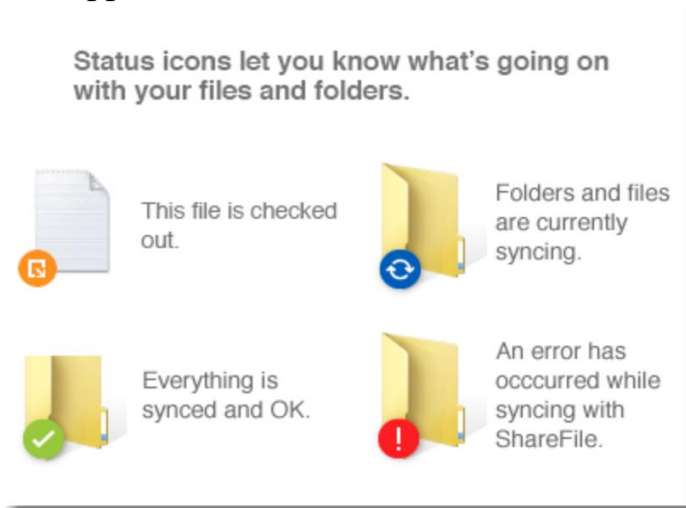 Status icons let you know what's going on
with your files and folders.
This file is checked
out.
Folders and files
are currently
syncing.
Everything is
synced and OK.
An error has
occcurred while
syncing with
ShareFile.